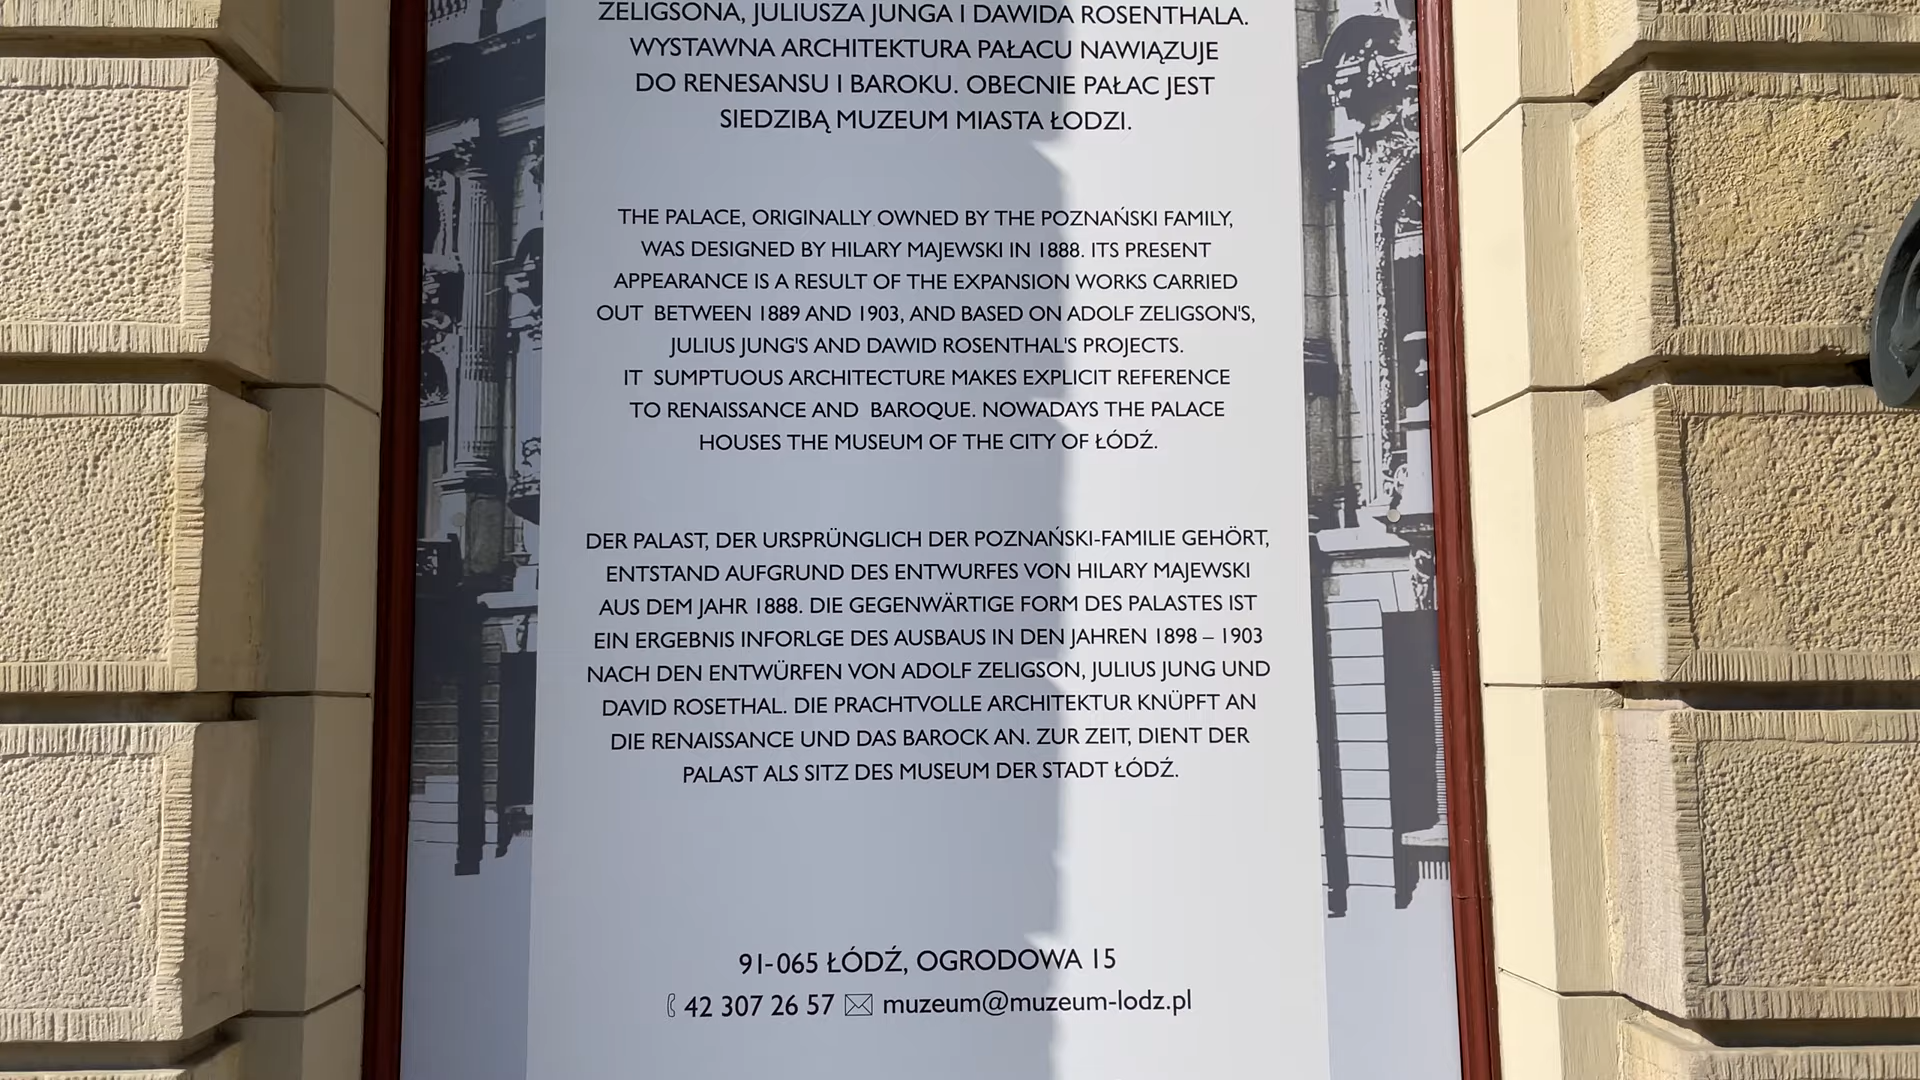 ZELIGSONA, JULIUSZA JUNGA I DAWIDA ROSENTHALA.
WYSTAWNA ARCHITEKTURA PAŁACU NAWIĄZUJE
DO RENESANSU I BAROKU. OBECNIE PAŁAC JEST
SIEDZIBĄ MUZEUM MIASTA ŁODZI.
THE PALACE, ORIGINALLY OWNED BY THE POZNAŃSKI FAMILY,
WAS DESIGNED BY HILARY MAJEWSKI IN 1888. ITS PRESENT
APPEARANCE IS A RESULT OF THE EXPANSION WORKS CARRIED
OUT BETWEEN 1889 AND 1903, AND BASED ON ADOLF ZELIGSON'S,
JULIUS JUNG'S AND DAWID ROSENTHAL'S PROJECTS.
IT SUMPTUOUS ARCHITECTURE MAKES EXPLICIT REFERENCE
TO RENAISSANCE AND BAROQUE. NOWADAYS THE PALACE
HOUSES THE MUSEUM OF THE CITY OF ŁÓDŹ.
DER PALAST, DER URSPRÜNGLICH DER POZNAŃSKI-FAMILIE GEHÖRT,
ENTSTAND AUFGRUND DES ENTWURFES VON HILARY MAJEWSKI
AUS DEM JAHR 1888. DIE GEGENWÄRTIGE FORM DES PALASTES IST
EIN ERGEBNIS INFORLGE DES AUSBAUS IN DEN JAHREN 1898 – 1903
NACH DEN ENTWÜRFEN VON ADOLF ZELIGSON, JULIUS JUNG UND
DAVID ROSETHAL. DIE PRACHTVOLLE ARCHITEKTUR KNÜPFT AN
DIE RENAISSANCE UND DAS BAROCK AN. ZUR ZEIT, DIENT DER
PALAST ALS SITZ DES MUSEUM DER STADT ŁÓDŹ.
91-065 ŁÓDŹ, OGRODOWA 15
42 307 26 57 muzeum@muzeum-lodz.pl